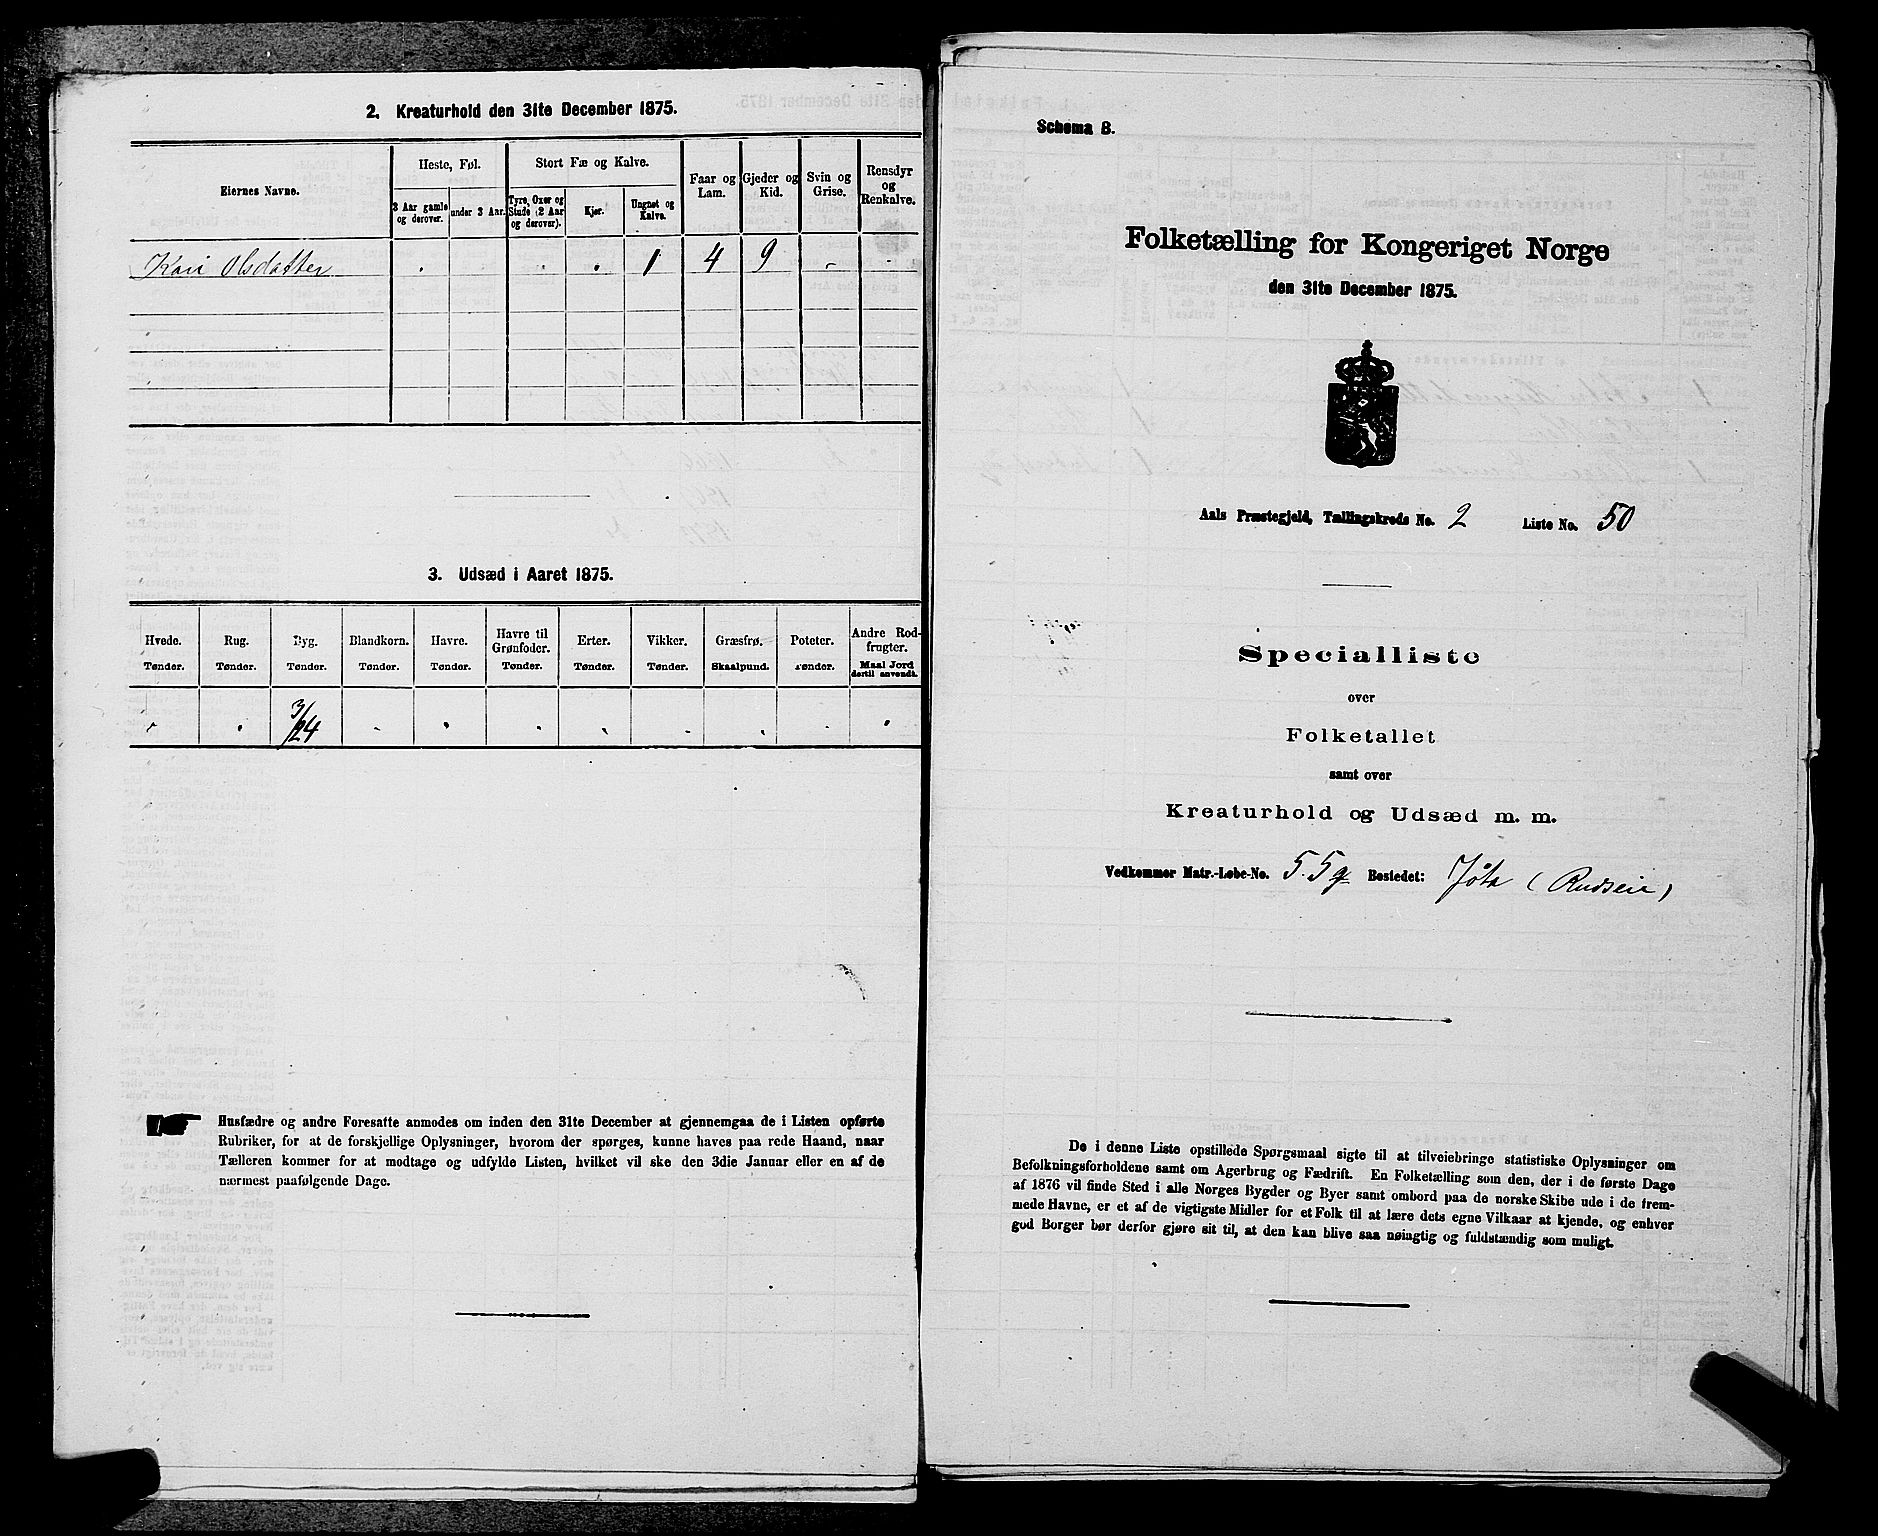 2. Kreaturhold den 31te December 1875.
Eiernes Navne.
Heste, Føl.
3 Aar gamle og derover.
under 3 Aar.
Stort Fæ og Kalve.
Tyre, Oxer og Stude (2 Aar og derover).
Kjør.
Ungnøt og Kalve.
Faar og Lam.
Gjeder og Kid.
Svin og Grise.
Rensdyr og Renkalve.
Kari Olsdatter . . . . 1 4 9 . .
3. Udsæd i Aaret 1875.
Hvede. Rug. Byg. Blandkorn. Havre. Havre til Grønfoder. Erter. Vikker. Græsfrø. Poteter. Andre Rodfrugter.
Tønder. Tønder. Tønder. Tønder. Tønder. Tønder. Tønder. Tønder. Skaalpund. Tønder. Maal Jord dertil anvendt.
. . 3/24 . . . . . . . .
Husfædre og andre Foresatte anmodes om inden den 31te December at gjennemgaa de i Listen opførte
Rubriker, for at de forskjellige Oplysninger, hvorom der spørges, kunne haves paa rede Haand, naar
Tælleren kommer for at modtage og udfylde Listen, hvilket vil ske den 3die Januar eller en af de
nærmest paafølgende Dage.
Schema B.
Folketælling for Kongeriget Norge
den 31te December 1875.
Aals Præstegjeld, Tællingskreds No. 2 Liste No. 50
Specialliste
over
Folketallet
samt over
Kreaturhold og Udsæd m. m.
Vedkommer Matr.-Løbe-No. 55g Bostedet: Jøta (Rudseie)
De i denne Liste opstillede Spørgsmaal sigte til at tilveiebringe statistiske Oplysninger om
Befolkningsforholdene samt om Agerbrug og Fædrift. En Folketælling som den, der i de første Dage
af 1876 vil finde Sted i alle Norges Bygder og Byer samt ombord paa de norske Skibe ude i de frem-
mede Havne, er et af de vigtigste Midler for et Folk til at lære dets egne Vilkaar at kjende, og enhver
god Borger bør derfor gjøre sit til, at den kan blive saa nøiagtig og fuldstændig som muligt.